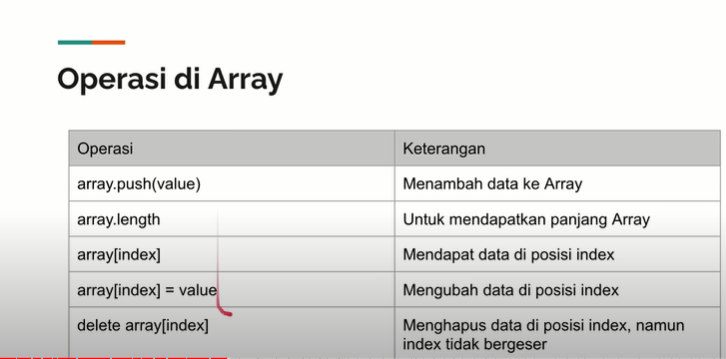 Operasi di Array
Operasi Keterangan
array.push(value) Menambah data ke Array
array.length Untuk mendapatkan panjang Array
array[index] Mendapat data di posisi index
array[index] = value Mengubah data di posisi index
delete array[index] Menghapus data di posisi index, namun
index tidak bergeser